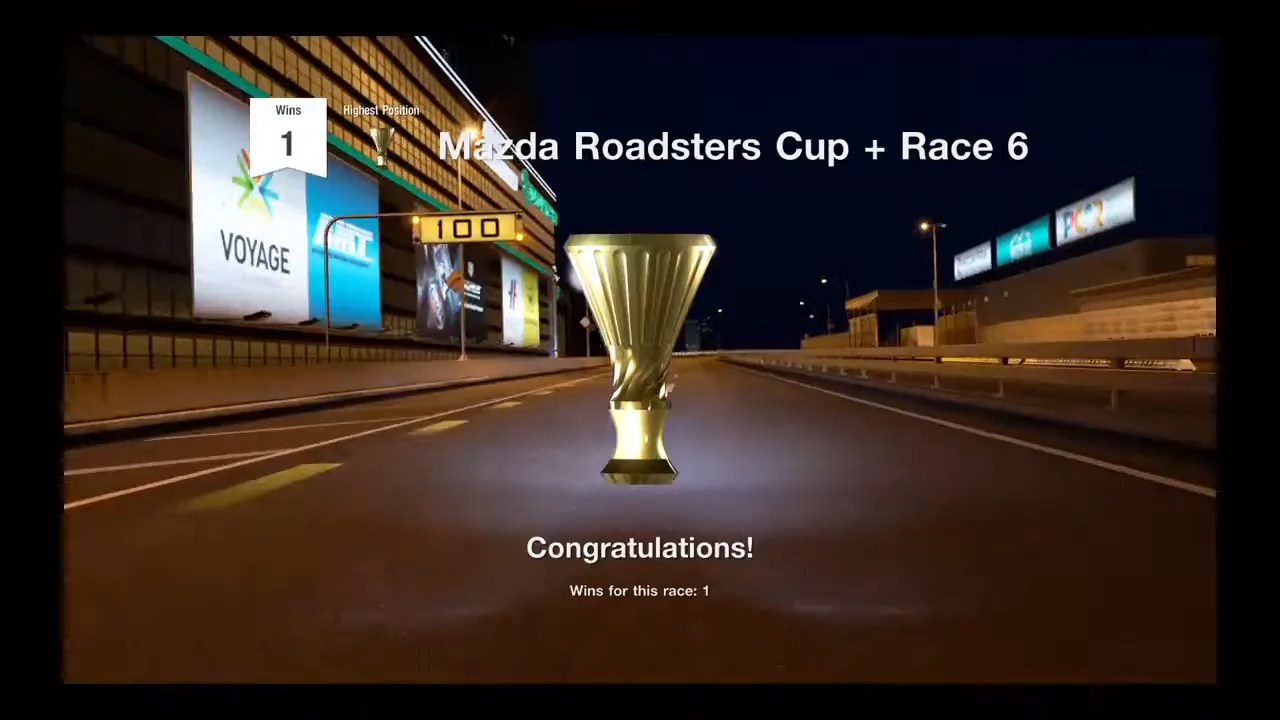 Wins
1
Highest Position
Mazda Roadsters Cup + Race 6
VOYAGE
100
Congratulations!
Wins for this race: 1